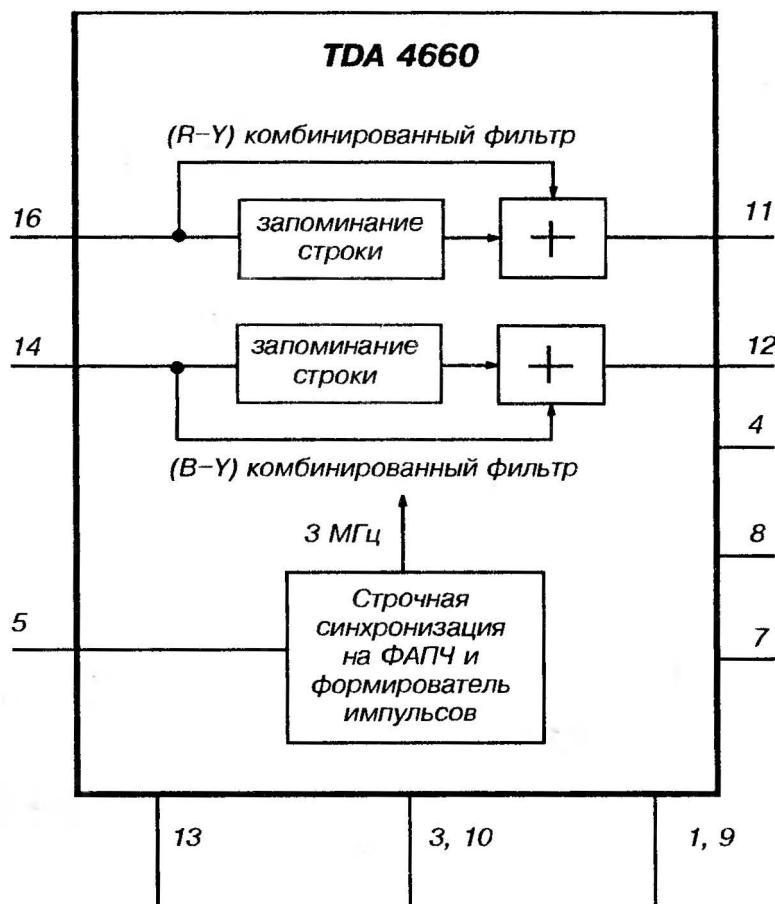 TDA 4660
(R–Y) комбинированный фильтр
16
запоминание
строки
11
14
запоминание
строки
12
4
(B–Y) комбинированный фильтр
3 МГц
8
5
Строчная
синхронизация
на ФАПЧ и
формирователь
импульсов
7
13
3, 10
1, 9